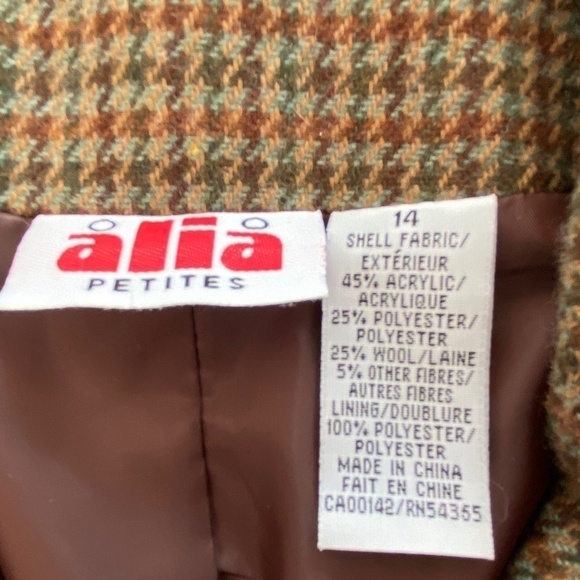 alia
PETITES
14
SHELL FABRIC/
EXTÉRIEUR
45% ACRYLIC/
ACRYLIQUE
25% POLYESTER/
POLYESTER
25% WOOL/LAINE
5% OTHER FIBRES/
AUTRES FIBRES
LINING/DOUBLURE
100% POLYESTER/
POLYESTER
MADE IN CHINA
FAIT EN CHINE
CA00142/RN54365